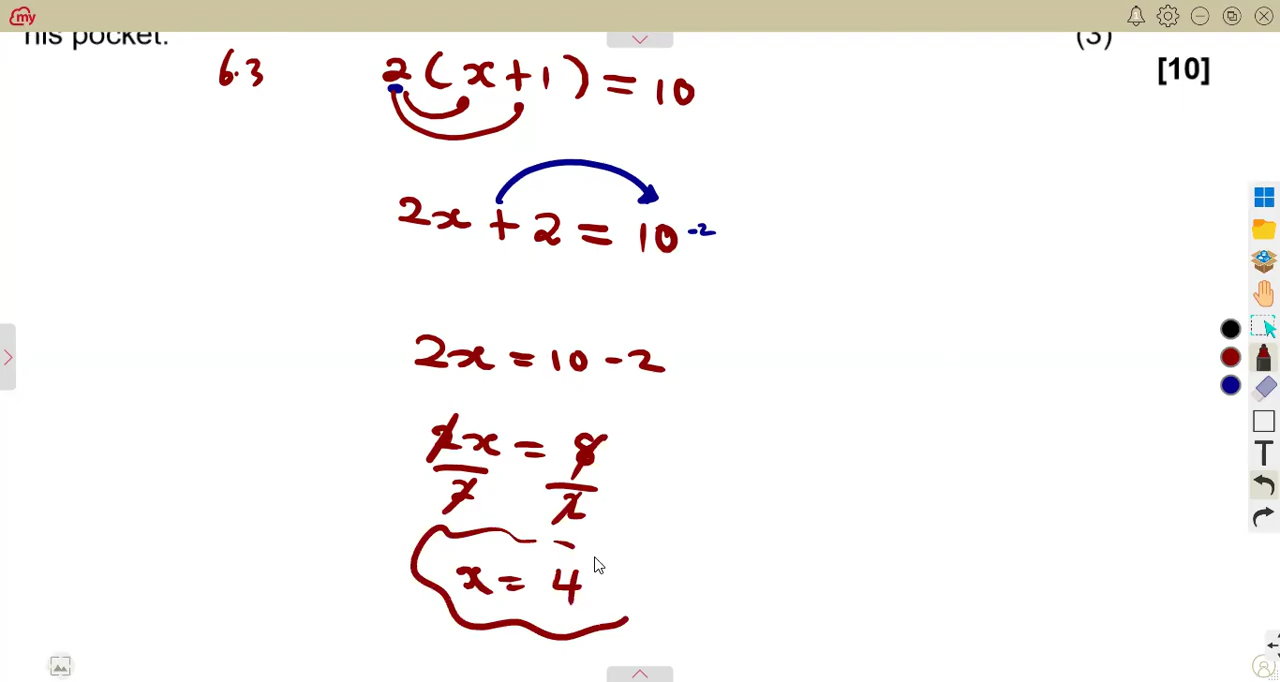 my
his pocket.
(3)
[10]
6.3 2(x+1)=10
2x+2=10-2
2x=10-2
2x/2=8/2
x=4
T